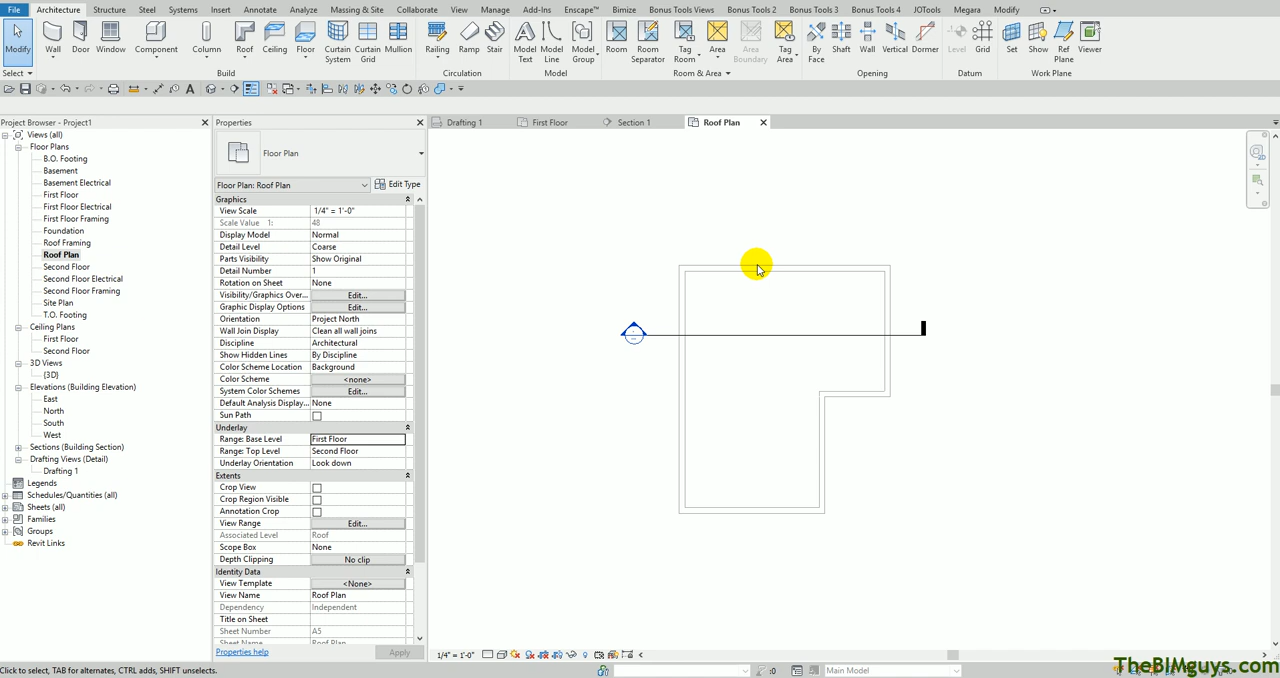 File Architecture Structure Steel Systems Insert Annotate Analyze Massing & Site Collaborate View Manage Add-Ins Enscape™ Bimize Bonus Tools Views Bonus Tools 2 Bonus Tools 3 Bonus Tools 4 JOTools Megara Modify
Modify Wall Door Window Component Column Roof Ceiling Floor Curtain System Curtain Grid Mullion Railing Ramp Stair Model Text Model Line Model Group Room Room Separator Tag Room Area Area Boundary Tag Area By Face Shaft Wall Vertical Dormer Level Grid Set Show Ref Plane Viewer
Select Build Circulation Model Room & Area Opening Datum Work Plane
Project Browser - Project1
Views (all)
Floor Plans
B.O. Footing
Basement
Basement Electrical
First Floor
First Floor Electrical
First Floor Framing
Foundation
Roof Framing
Roof Plan
Second Floor
Second Floor Electrical
Second Floor Framing
Site Plan
T.O. Footing
Ceiling Plans
First Floor
Second Floor
3D Views
{3D}
Elevations (Building Elevation)
East
North
South
West
Sections (Building Section)
Drafting Views (Detail)
Drafting 1
Legends
Schedules/Quantities (all)
Sheets (all)
Families
Groups
Revit Links
Properties
Floor Plan
Floor Plan: Roof Plan Edit Type
Graphics
View Scale 1/4" = 1'-0"
Scale Value 1: 48
Display Model Normal
Detail Level Coarse
Parts Visibility Show Original
Detail Number 1
Rotation on Sheet None
Visibility/Graphics Over... Edit...
Graphic Display Options Edit...
Orientation Project North
Wall Join Display Clean all wall joins
Discipline Architectural
Show Hidden Lines By Discipline
Color Scheme Location Background
Color Scheme <none>
System Color Schemes Edit...
Default Analysis Display... None
Sun Path
Underlay
Range: Base Level First Floor
Range: Top Level Second Floor
Underlay Orientation Look down
Extents
Crop View
Crop Region Visible
Annotation Crop
View Range Edit...
Associated Level Roof
Scope Box None
Depth Clipping No clip
Identity Data
View Template <None>
View Name Roof Plan
Dependency Independent
Title on Sheet
Sheet Number A5
Sheet Name Roof Plan
Properties help Apply
Drafting 1 First Floor Section 1 Roof Plan
1/4" = 1'-0"
Click to select, TAB for alternates, CTRL adds, SHIFT unselects. :0 Main Model
TheBIMguys.com